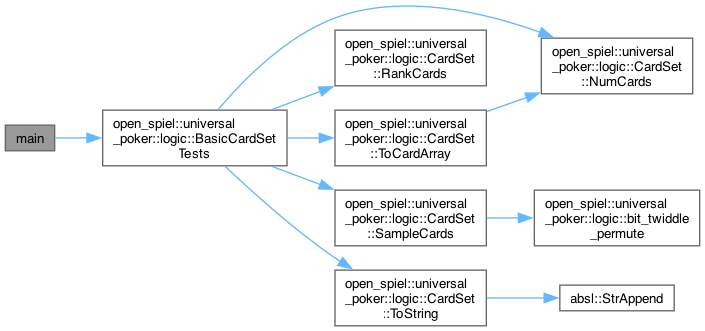 main
open_spiel::universal
_poker::logic::BasicCardSet
Tests
open_spiel::universal
_poker::logic::CardSet
::RankCards
open_spiel::universal
_poker::logic::CardSet
::NumCards
open_spiel::universal
_poker::logic::CardSet
::ToCardArray
open_spiel::universal
_poker::logic::CardSet
::SampleCards
open_spiel::universal
_poker::logic::bit_twiddle
_permute
open_spiel::universal
_poker::logic::CardSet
::ToString
absl::StrAppend